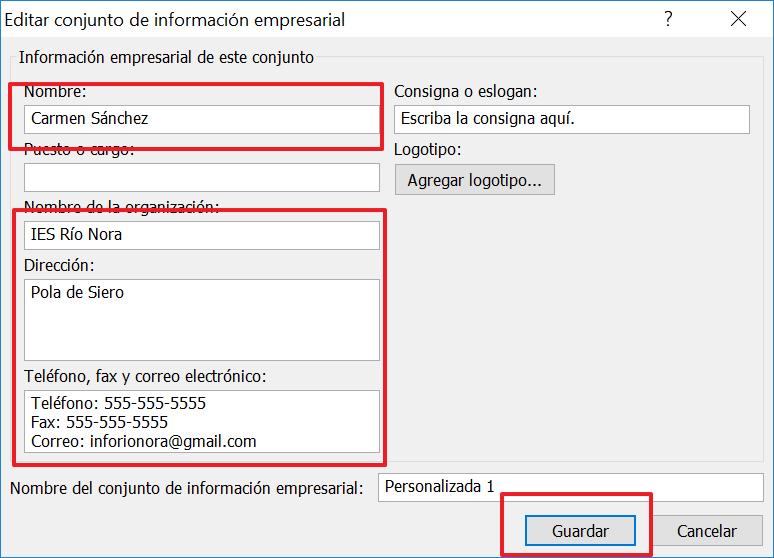 Editar conjunto de información empresarial
?
Información empresarial de este conjunto
Nombre:
Carmen Sánchez
Puesto o cargo:
Nombre de la organización:
IES Río Nora
Dirección:
Pola de Siero
Teléfono, fax y correo electrónico:
Teléfono: 555-555-5555
Fax: 555-555-5555
Correo: inforionora@gmail.com
Consigna o eslogan:
Escriba la consigna aquí.
Logotipo:
Agregar logotipo...
Nombre del conjunto de información empresarial:
Personalizada 1
Guardar
Cancelar